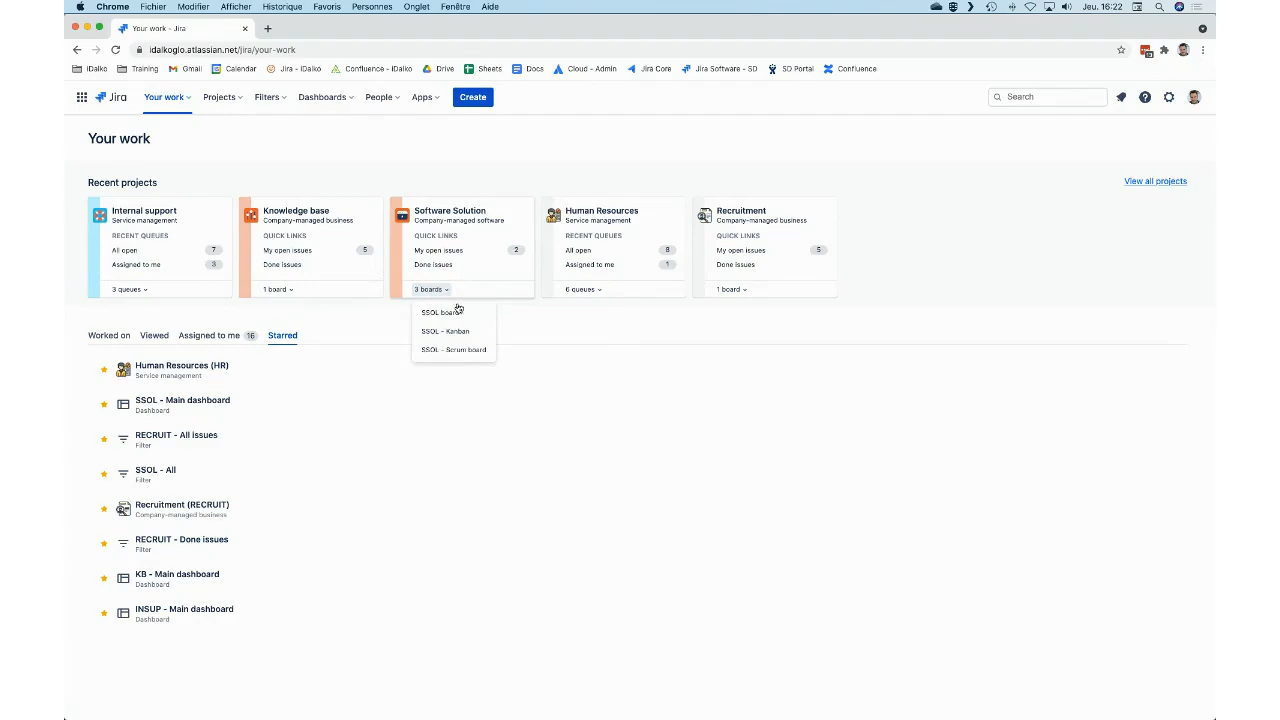 Chrome Fichier Modifier Afficher Historique Favoris Personnes Onglet Fenêtre Aide Jeu. 16:22
Your work - Jira
idalkoglo.atlassian.net/jira/your-work
iDalko Training Gmail Calendar Jira - iDalko Confluence - iDalko Drive Sheets Docs Cloud - Admin Jira Core Jira Software - SD SD Portal Confluence
Jira Your work Projects Filters Dashboards People Apps Create Search
Your work
Recent projects View all projects
Internal support
Service management
RECENT QUEUES
All open 7
Assigned to me 3
3 queues
Knowledge base
Company-managed business
QUICK LINKS
My open issues 5
Done issues
1 board
Software Solution
Company-managed software
QUICK LINKS
My open issues 2
Done issues
3 boards
Human Resources
Service management
RECENT QUEUES
All open 8
Assigned to me 1
6 queues
Recruitment
Company-managed business
QUICK LINKS
My open issues 5
Done issues
1 board
SSOL board
SSOL - Kanban
SSOL - Scrum board
Worked on Viewed Assigned to me 16 Starred
Human Resources (HR)
Service management
SSOL - Main dashboard
Dashboard
RECRUIT - All issues
Filter
SSOL - All
Filter
Recruitment (RECRUIT)
Company-managed business
RECRUIT - Done issues
Filter
KB - Main dashboard
Dashboard
INSUP - Main dashboard
Dashboard